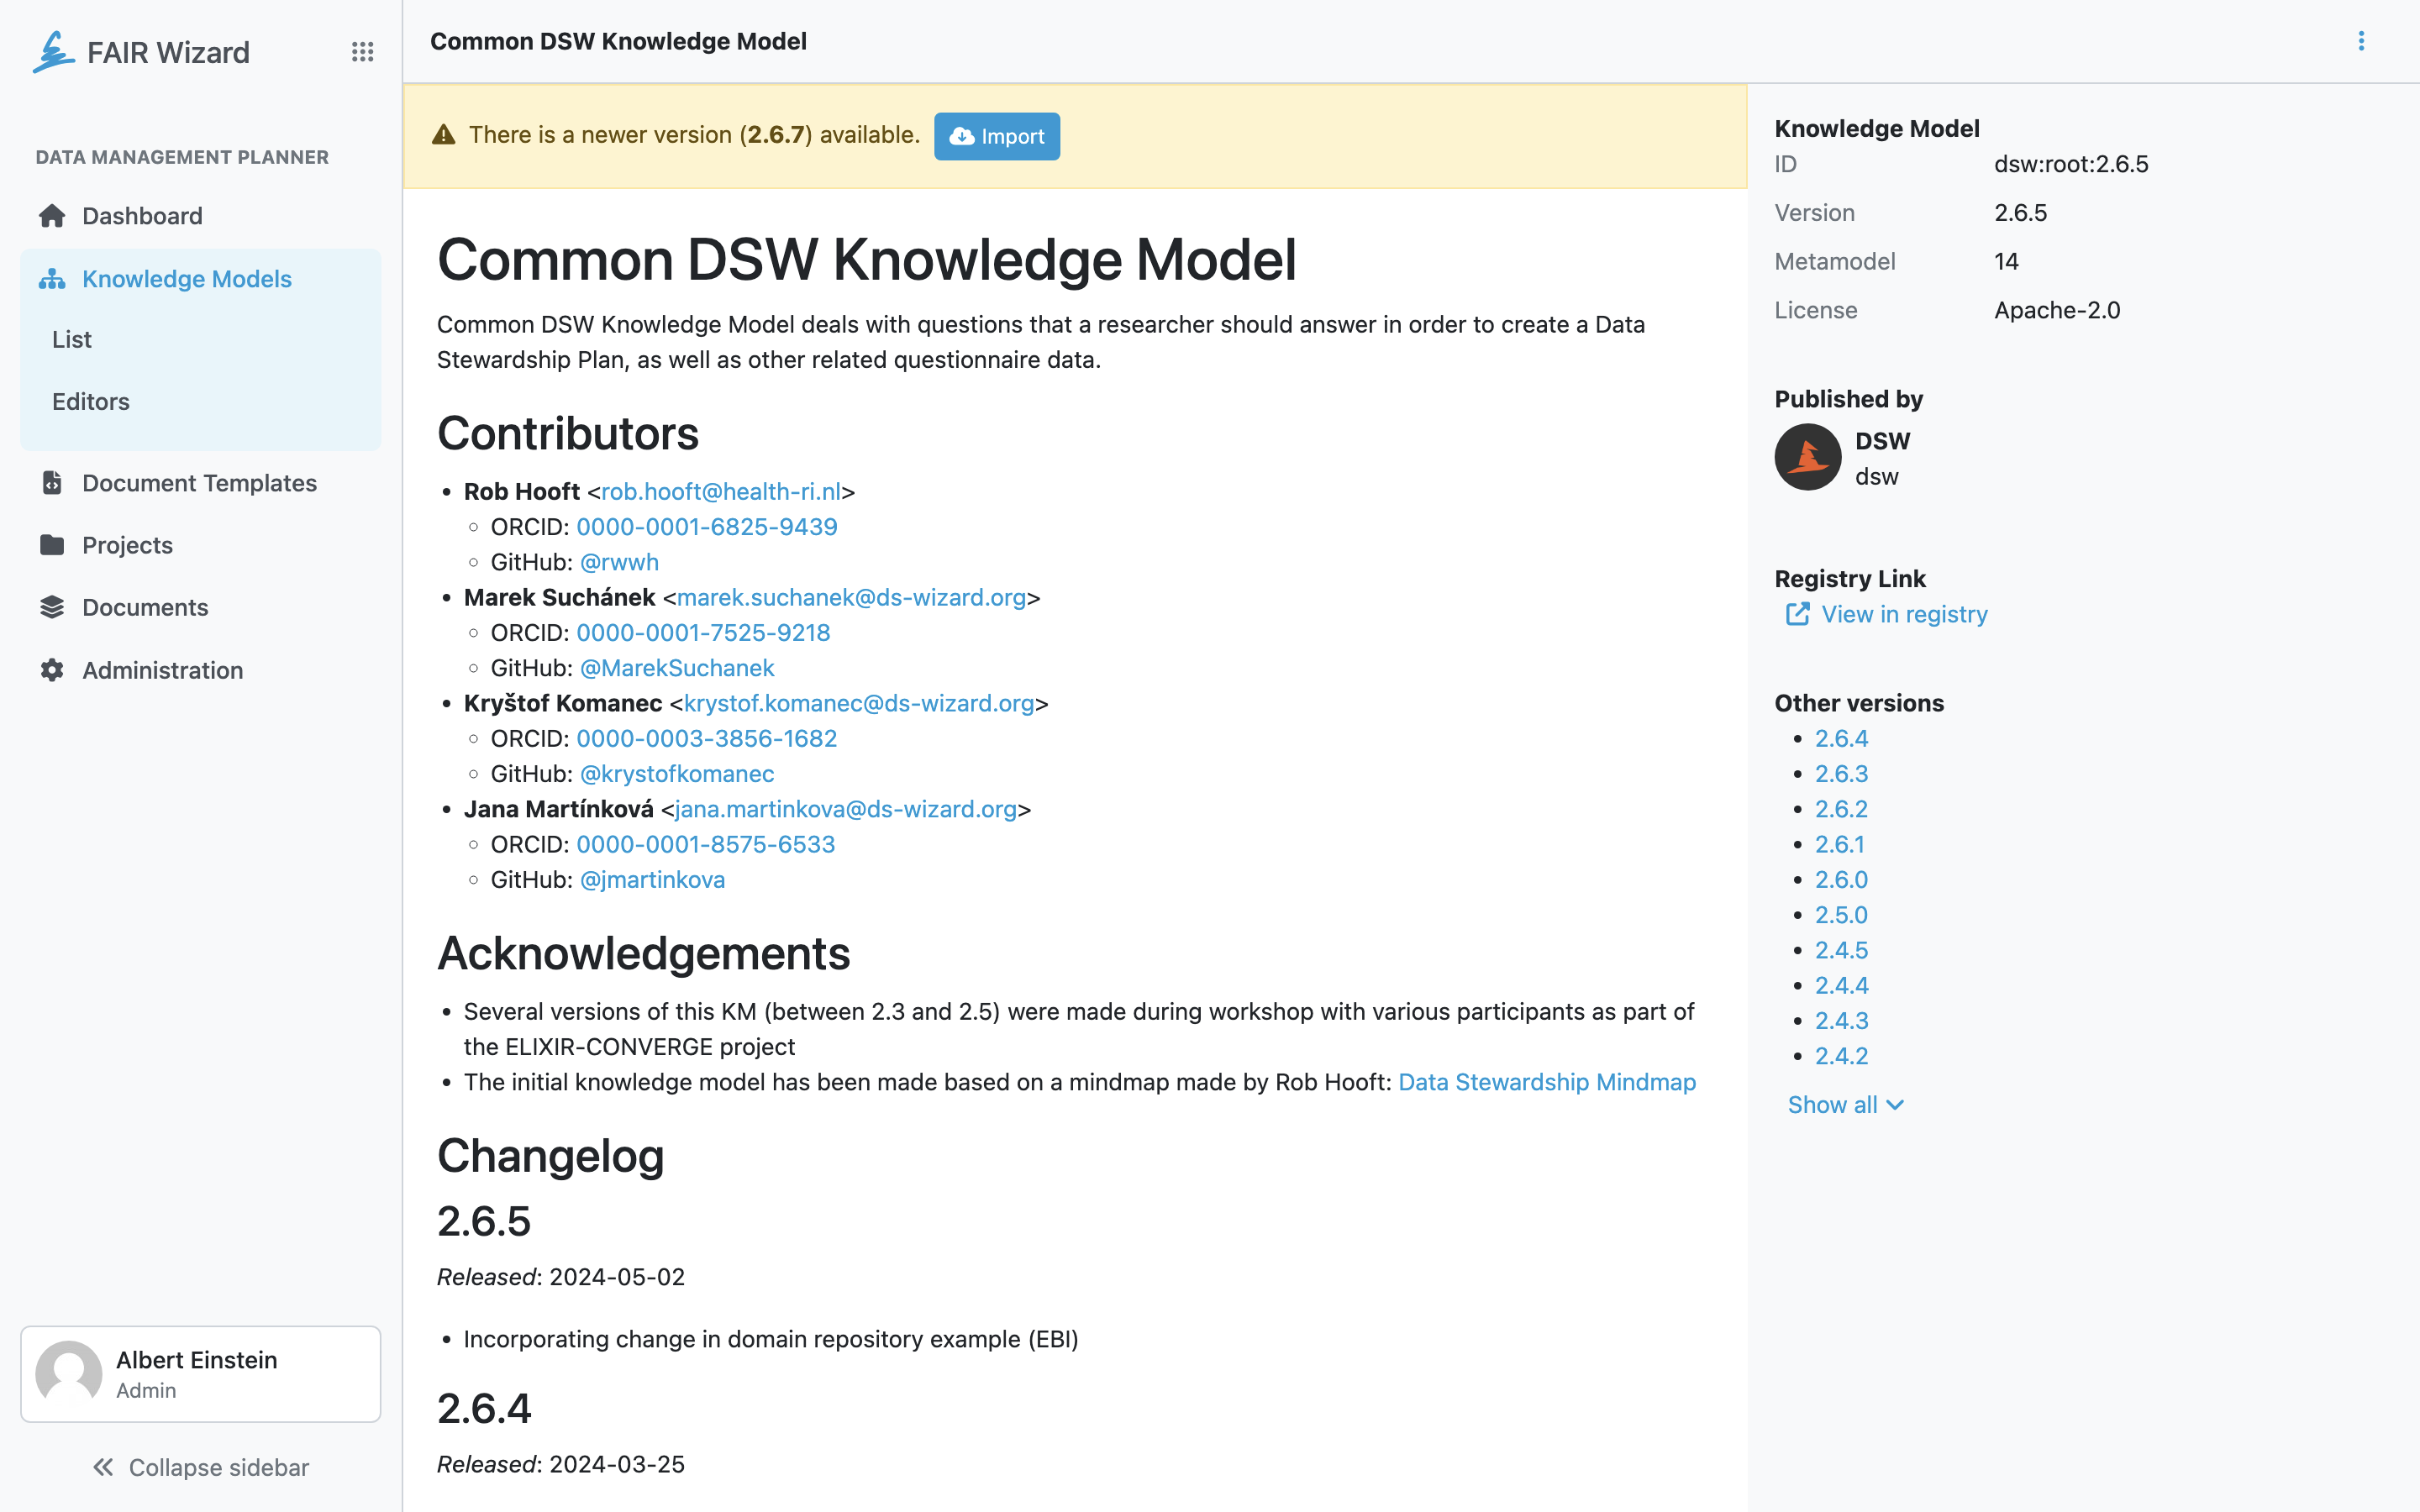 FAIR Wizard
DATA MANAGEMENT PLANNER
Dashboard
Knowledge Models
List
Editors
Document Templates
Projects
Documents
Administration
Albert Einstein
Admin
Collapse sidebar
Common DSW Knowledge Model
There is a newer version (2.6.7) available. Import
Common DSW Knowledge Model
Common DSW Knowledge Model deals with questions that a researcher should answer in order to create a Data
Stewardship Plan, as well as other related questionnaire data.
Contributors
• Rob Hooft <rob.hooft@health-ri.nl>
◦ ORCID: 0000-0001-6825-9439
◦ GitHub: @rwwh
• Marek Suchánek <marek.suchanek@ds-wizard.org>
◦ ORCID: 0000-0001-7525-9218
◦ GitHub: @MarekSuchanek
• Kryštof Komanec <krystof.komanec@ds-wizard.org>
◦ ORCID: 0000-0003-3856-1682
◦ GitHub: @krystofkomanec
• Jana Martínková <jana.martinkova@ds-wizard.org>
◦ ORCID: 0000-0001-8575-6533
◦ GitHub: @jmartinkova
Acknowledgements
• Several versions of this KM (between 2.3 and 2.5) were made during workshop with various participants as part of
the ELIXIR-CONVERGE project
• The initial knowledge model has been made based on a mindmap made by Rob Hooft: Data Stewardship Mindmap
Changelog
2.6.5
Released: 2024-05-02
• Incorporating change in domain repository example (EBI)
2.6.4
Released: 2024-03-25
Knowledge Model
ID dsw:root:2.6.5
Version 2.6.5
Metamodel 14
License Apache-2.0
Published by
DSW
dsw
Registry Link
View in registry
Other versions
• 2.6.4
• 2.6.3
• 2.6.2
• 2.6.1
• 2.6.0
• 2.5.0
• 2.4.5
• 2.4.4
• 2.4.3
• 2.4.2
Show all